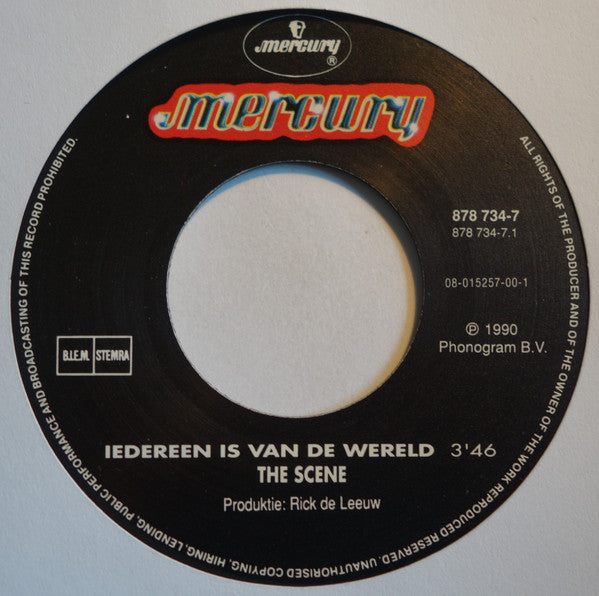 mercury
®
mercury
878 734-7
878 734-7.1
08-015257-00-1
℗ 1990
Phonogram B.V.
B.I.E.M. STEMRA
IEDEREEN IS VAN DE WERELD 3'46
THE SCENE
Produktie: Rick de Leeuw
ALL RIGHTS OF THE PRODUCER AND OF THE OWNER OF THE WORK REPRODUCED RESERVED. UNAUTHORISED COPYING, HIRING, LENDING, PUBLIC PERFORMANCE AND BROADCASTING OF THIS RECORD PROHIBITED.